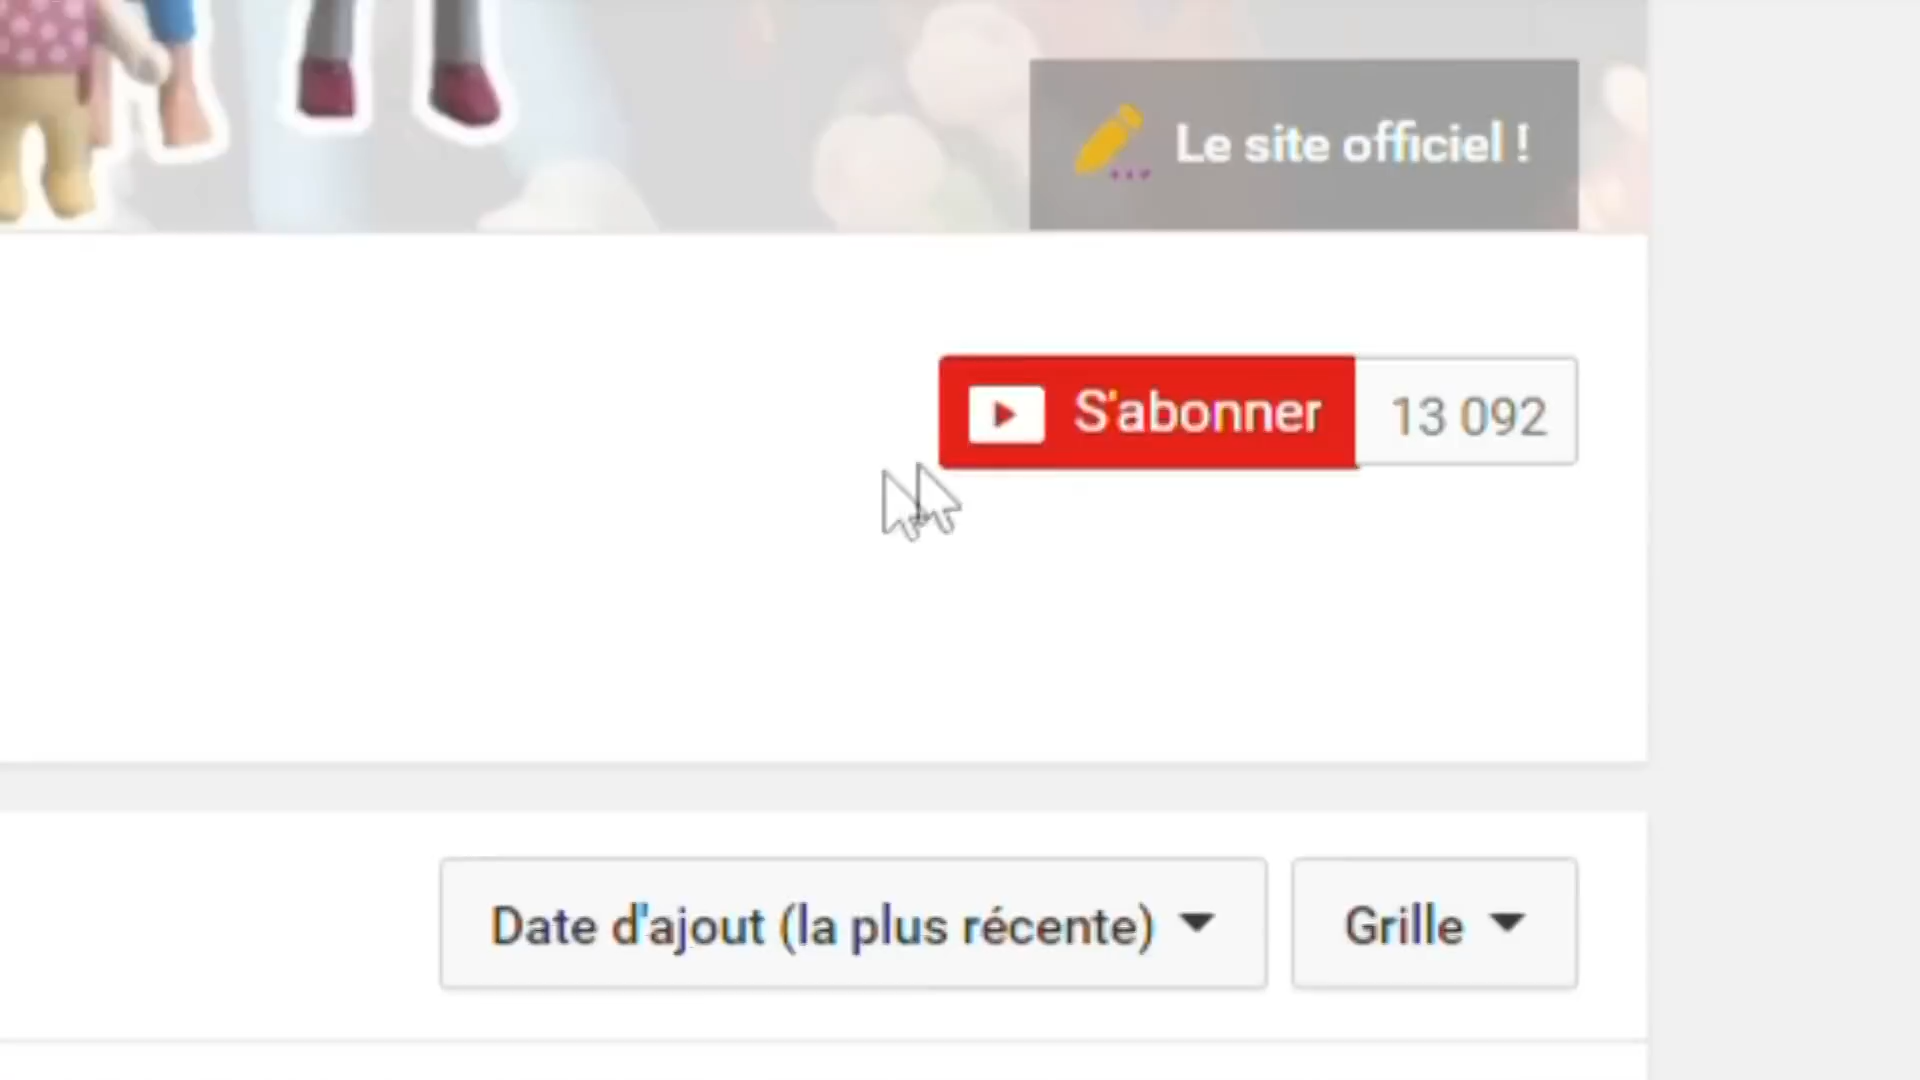 Le site officiel !
S'abonner 13 092
Date d'ajout (la plus récente) Grille